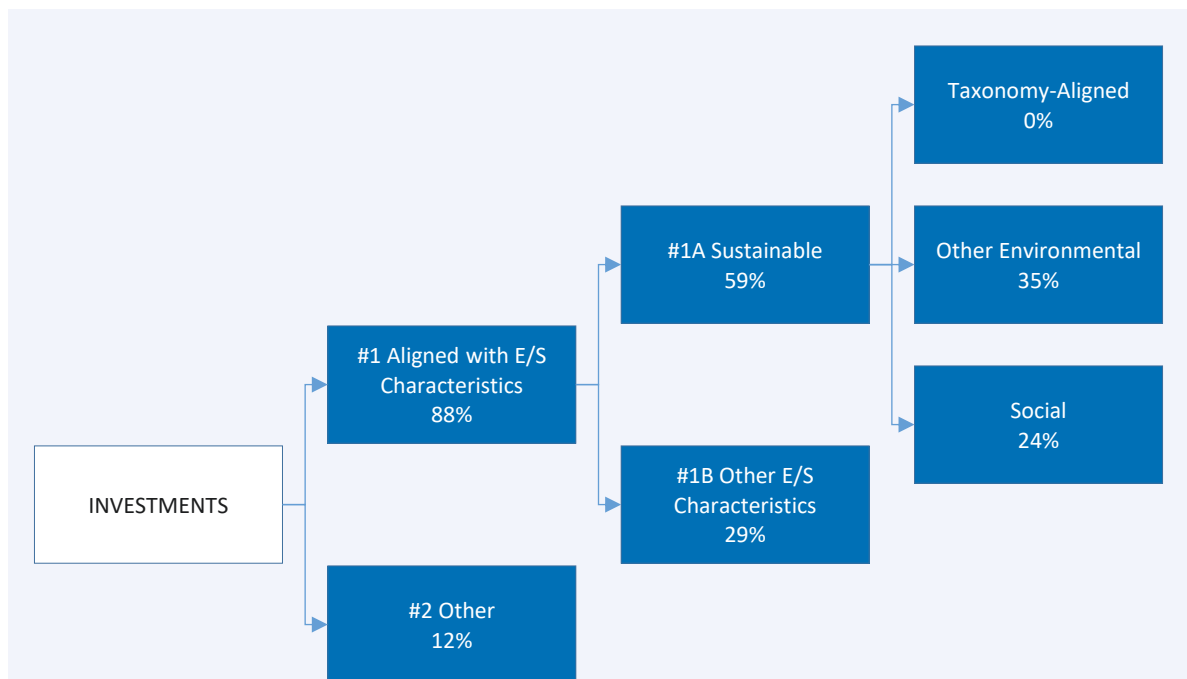 INVESTMENTS
#1 Aligned with E/S
Characteristics
88%
#2 Other
12%
#1A Sustainable
59%
#1B Other E/S
Characteristics
29%
Taxonomy-Aligned
0%
Other Environmental
35%
Social
24%